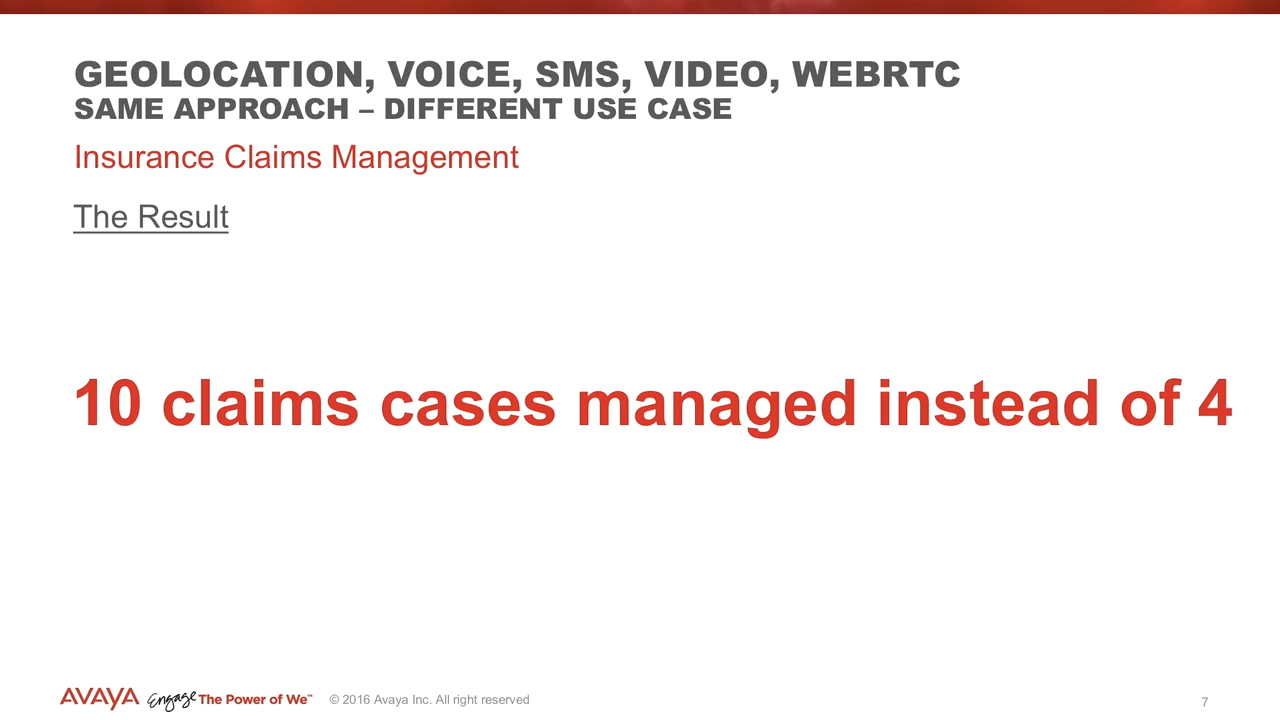 GEOLOCATION, VOICE, SMS, VIDEO, WEBRTC
SAME APPROACH – DIFFERENT USE CASE
Insurance Claims Management
The Result
10 claims cases managed instead of 4
AVAYA Engage The Power of We™ © 2016 Avaya Inc. All right reserved 7